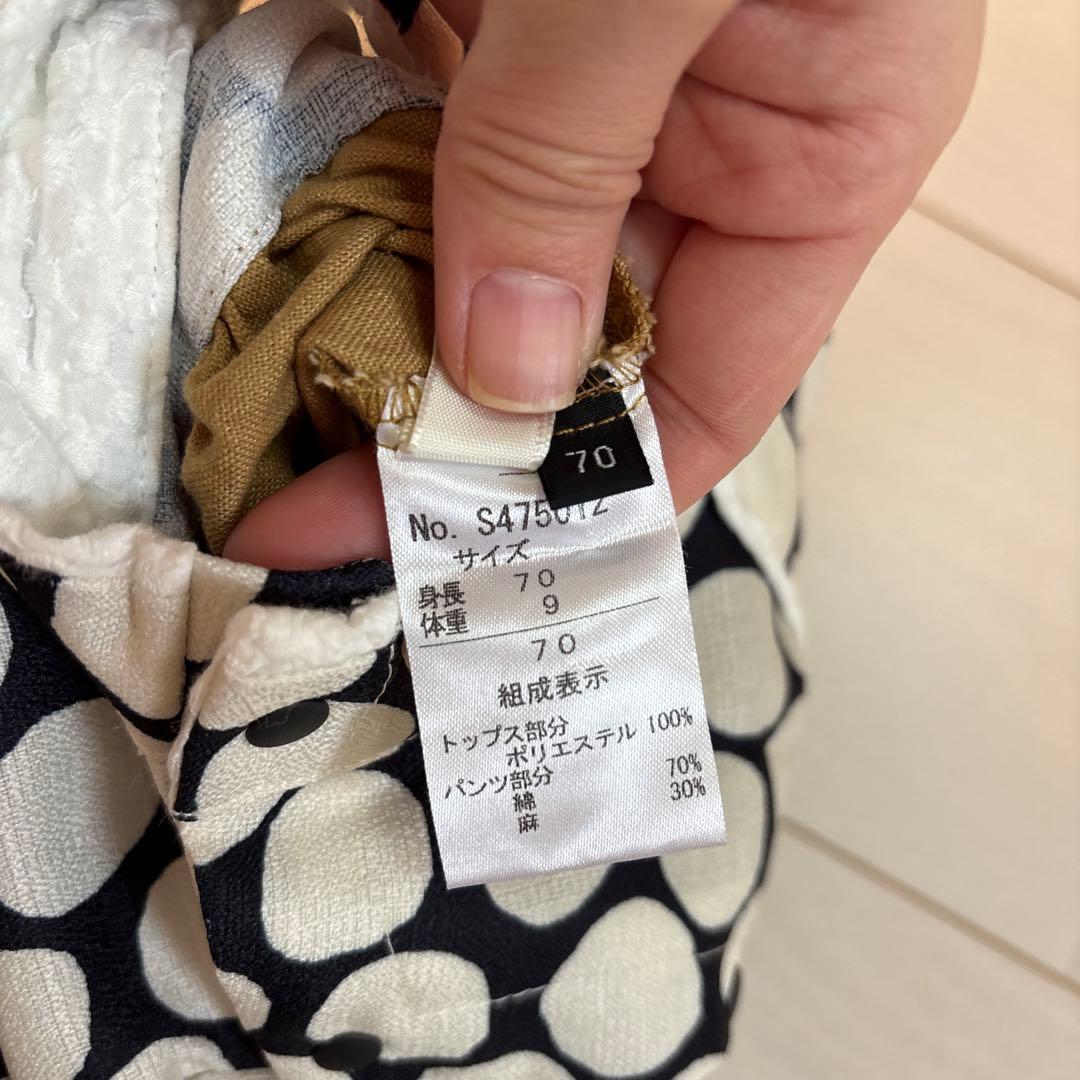 70
No. S475012
サイズ
身長 70
体重 9
70
組成表示
トップス部分
ポリエステル 100%
パンツ部分
綿 70%
麻 30%